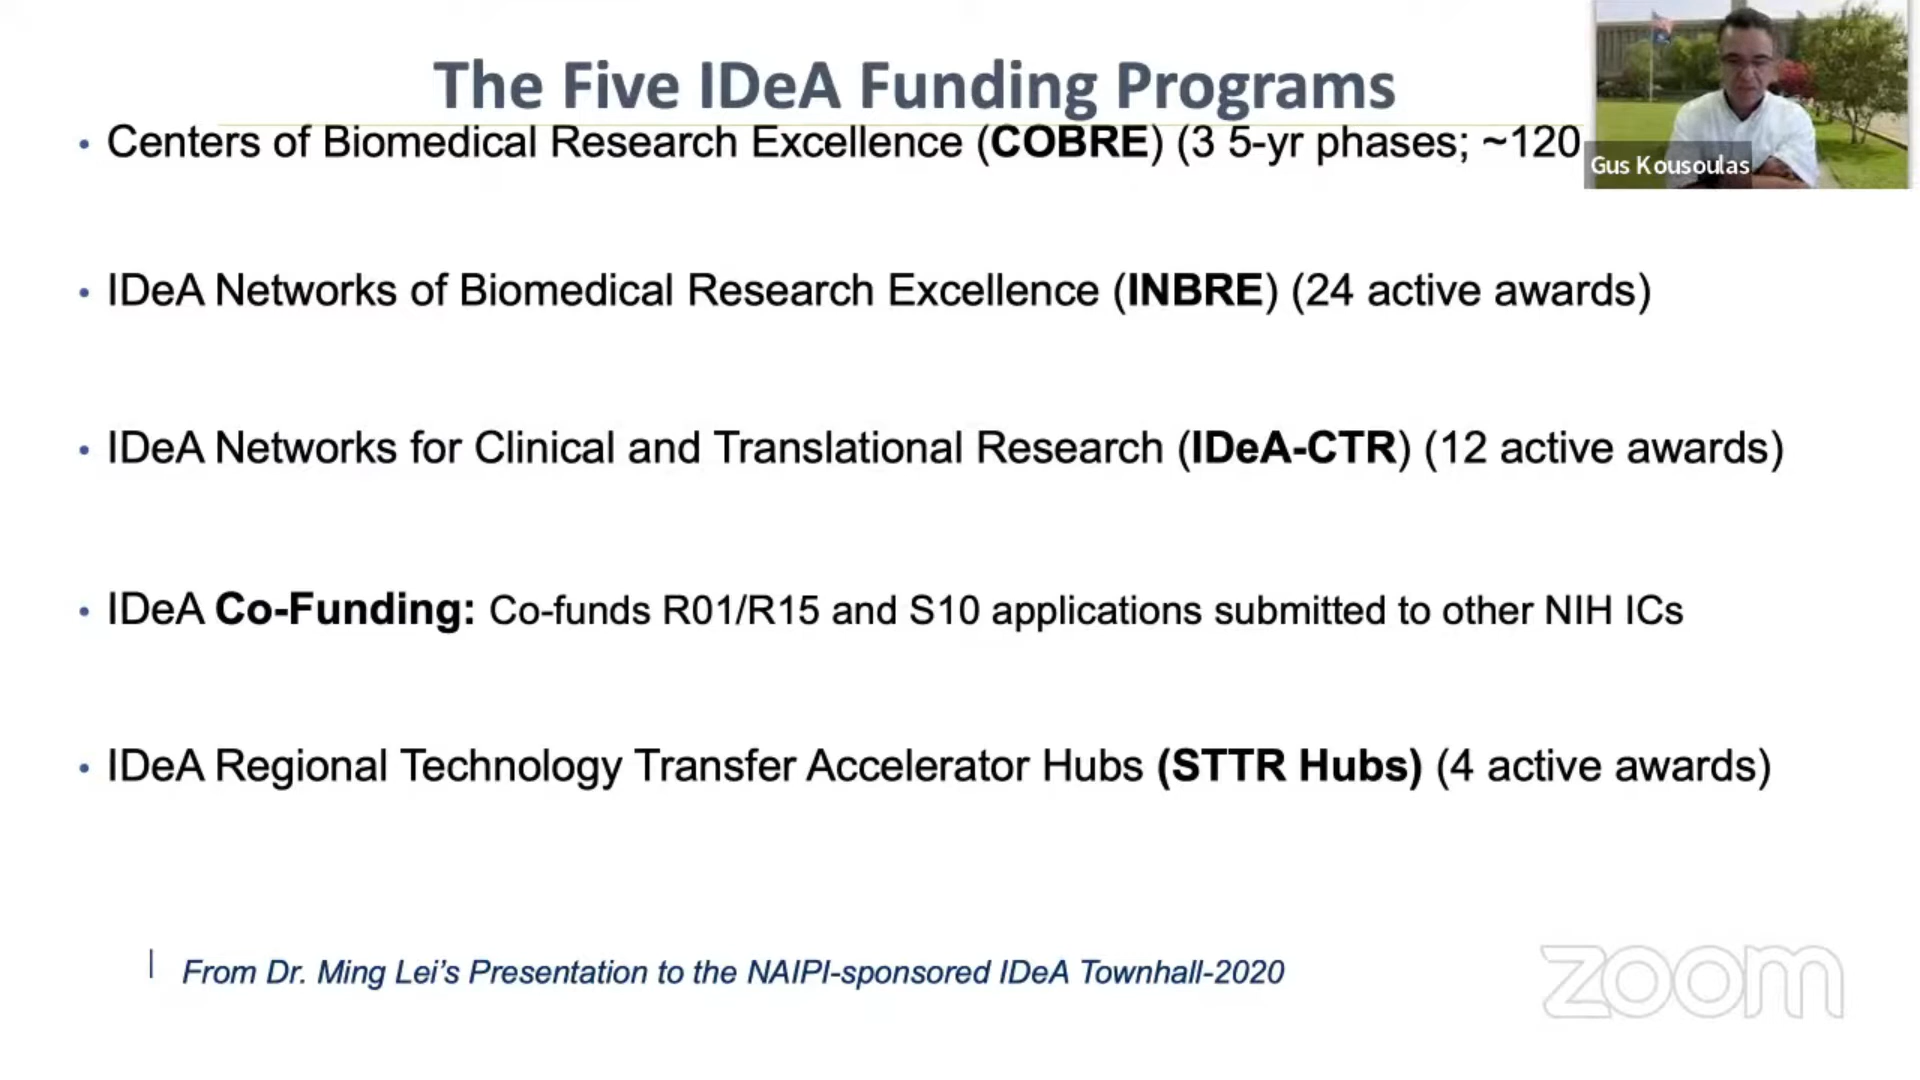 The Five IDeA Funding Programs
• Centers of Biomedical Research Excellence (COBRE) (3 5-yr phases; ~120
Gus Kousoulas
• IDeA Networks of Biomedical Research Excellence (INBRE) (24 active awards)
• IDeA Networks for Clinical and Translational Research (IDeA-CTR) (12 active awards)
• IDeA Co-Funding: Co-funds R01/R15 and S10 applications submitted to other NIH ICs
• IDeA Regional Technology Transfer Accelerator Hubs (STTR Hubs) (4 active awards)
From Dr. Ming Lei’s Presentation to the NAIPI-sponsored IDeA Townhall-2020
zoom